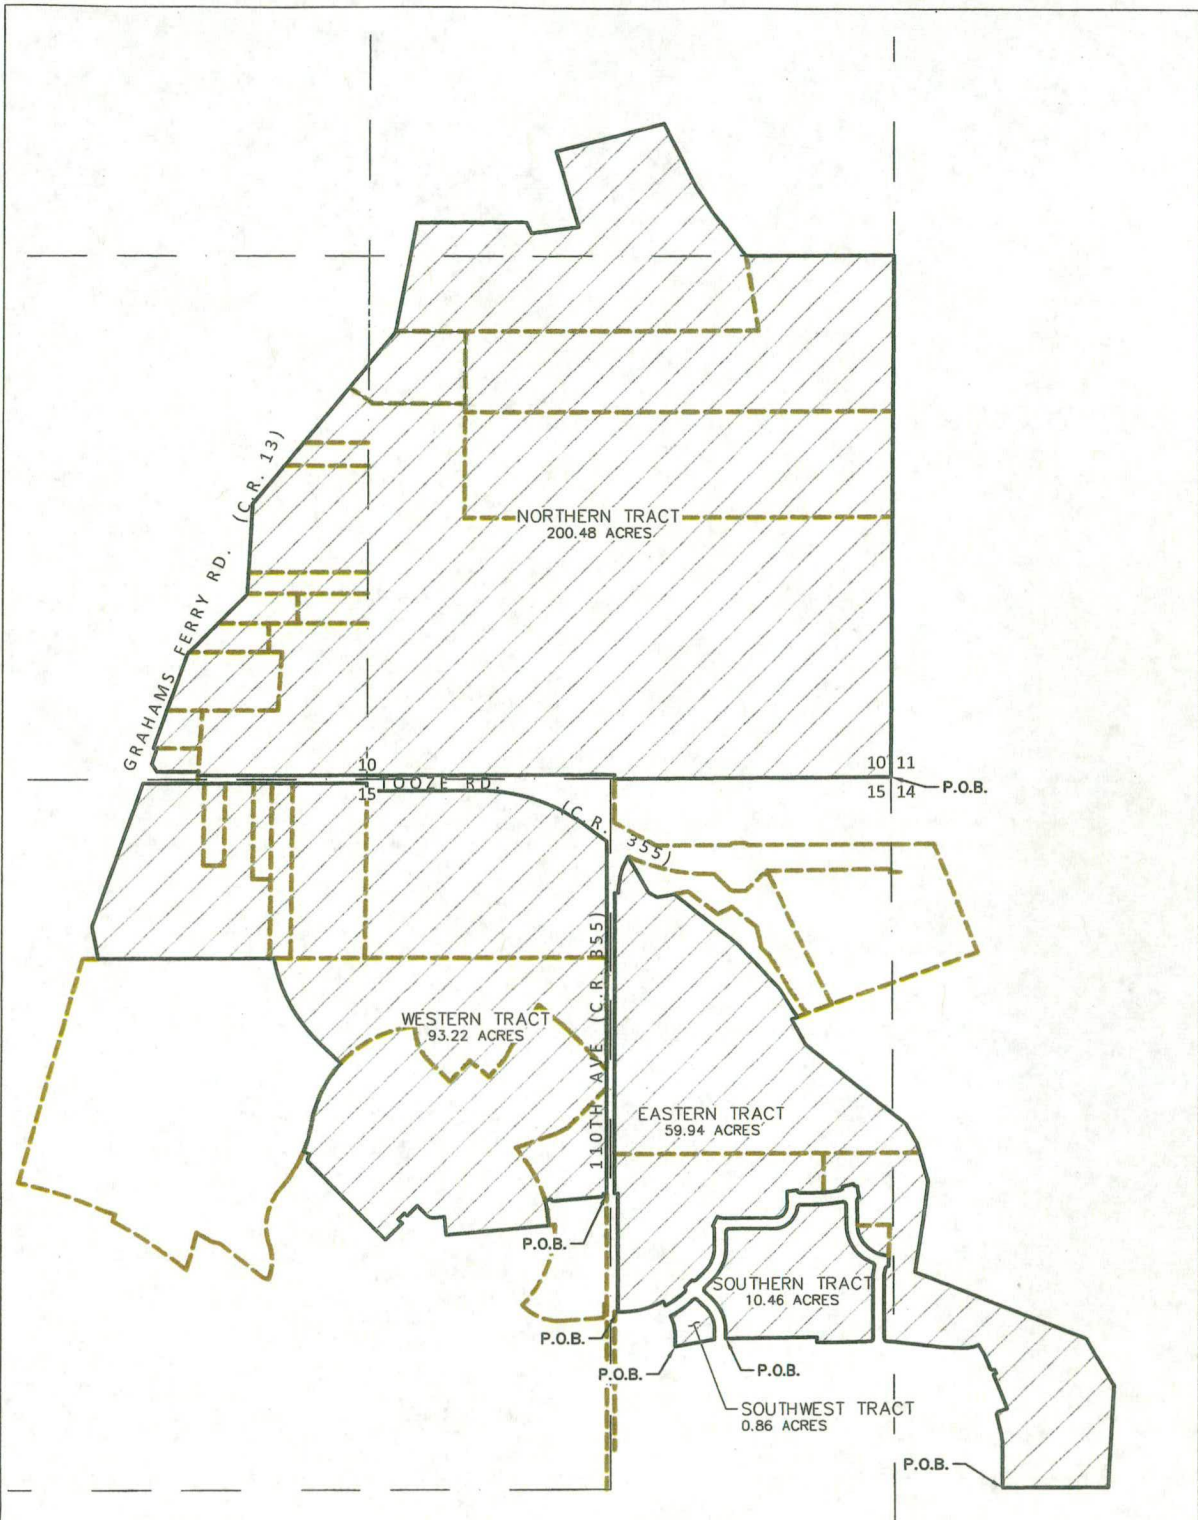 GRAHAMS FERRY RD. (C.R. 13)
NORTHERN TRACT
200.48 ACRES
10
10 11
15
15 14
P.O.B.
TOOZE RD.
(C.R. 355)
110TH AVE (C.R. 355)
WESTERN TRACT
93.22 ACRES
EASTERN TRACT
59.94 ACRES
P.O.B.
SOUTHERN TRACT
10.46 ACRES
P.O.B.
P.O.B.
P.O.B.
SOUTHWEST TRACT
0.86 ACRES
P.O.B.